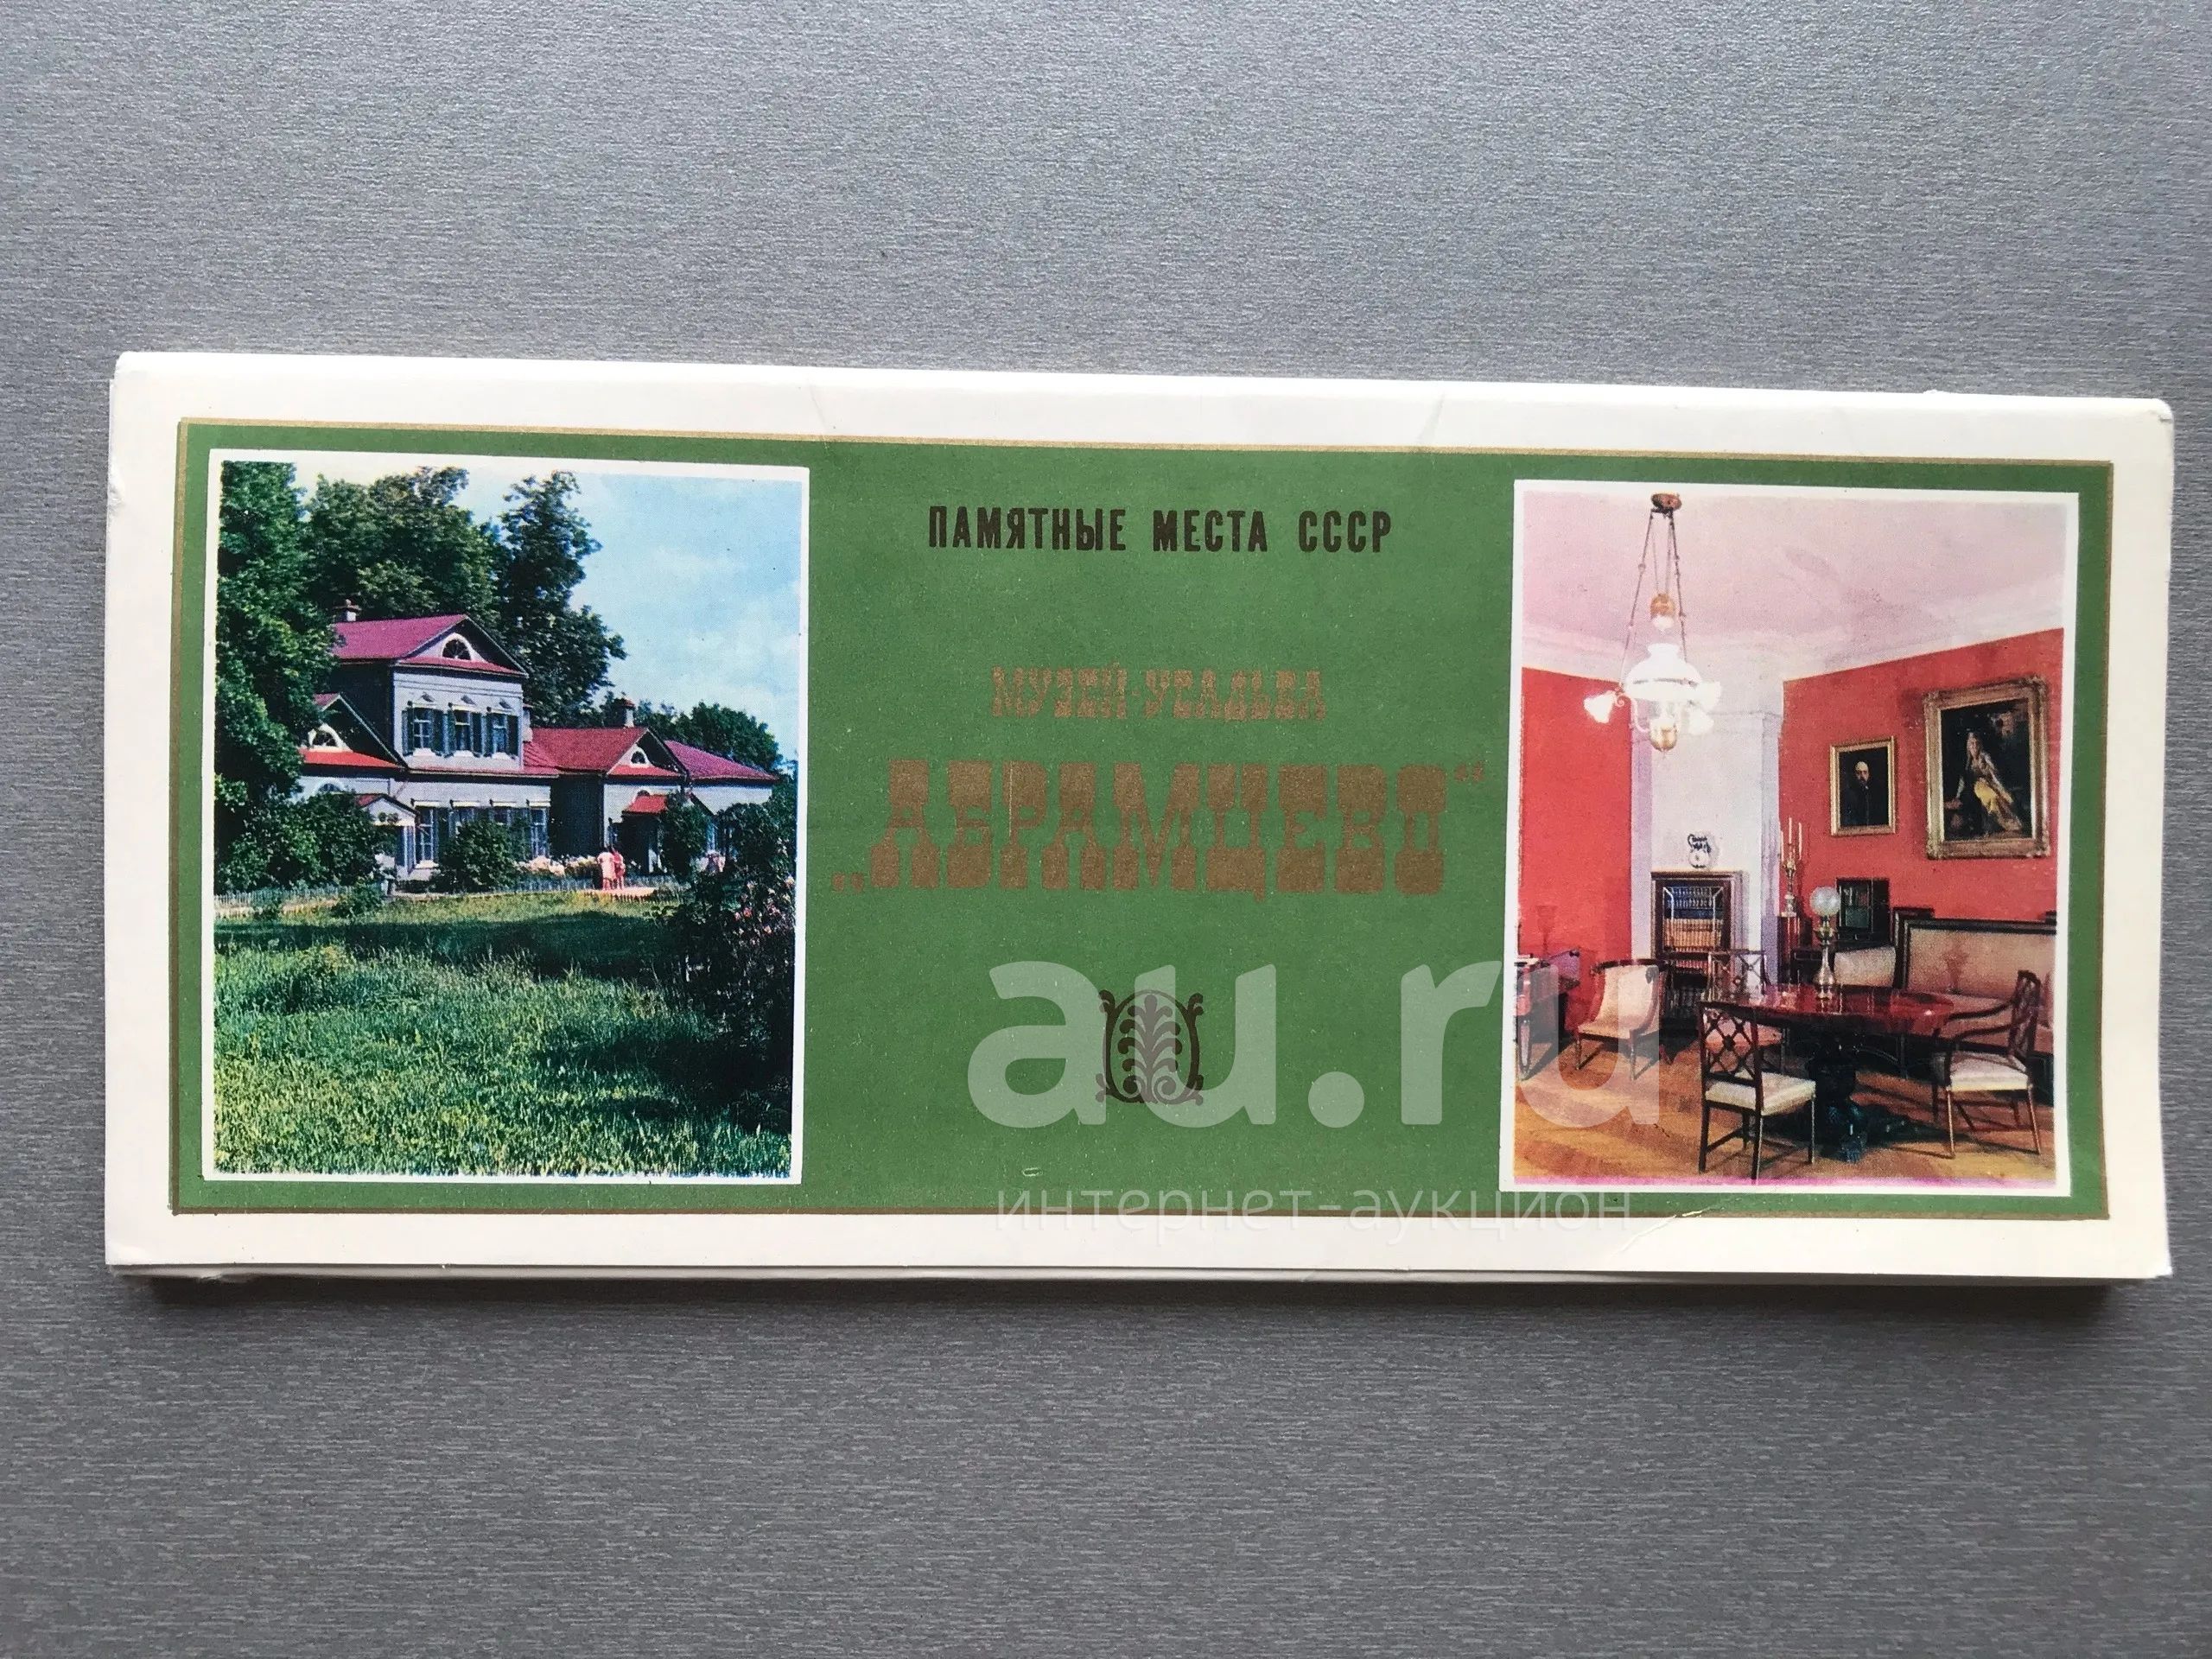 ПАМЯТНЫЕ МЕСТА СССР
МУЗЕЙ-УСАДЬБА
„АБРАМЦЕВО“
au.ru
интернет-аукцион